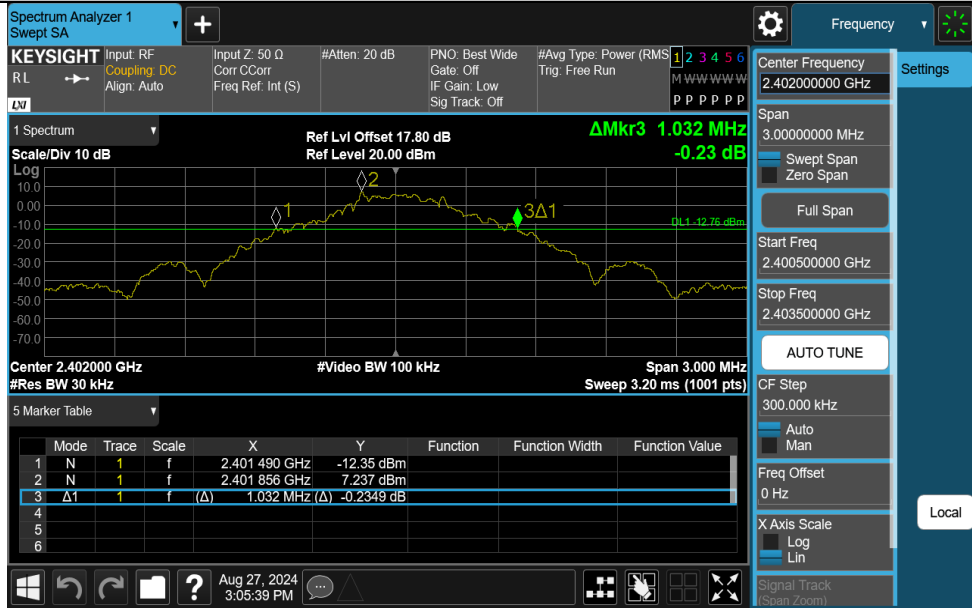 Spectrum Analyzer 1
Swept SA
Frequency
KEYSIGHT
RL
LXI
Input: RF
Coupling: DC
Align: Auto
Input Z: 50 Ω
Corr CCorr
Freq Ref: Int (S)
#Atten: 20 dB
PNO: Best Wide
Gate: Off
IF Gain: Low
Sig Track: Off
#Avg Type: Power (RMS
Trig: Free Run
1 2 3 4 5 6
M W W W W W
P P P P P P
1 Spectrum
Scale/Div 10 dB
Ref Lvl Offset 17.80 dB
Ref Level 20.00 dBm
ΔMkr3 1.032 MHz
-0.23 dB
Log
10.0
0.00
-10.0
-20.0
-30.0
-40.0
-50.0
-60.0
-70.0
1
2
3Δ1
DL1 -12.76 dBm
Center 2.402000 GHz
#Res BW 30 kHz
#Video BW 100 kHz
Span 3.000 MHz
Sweep 3.20 ms (1001 pts)
5 Marker Table
Mode Trace Scale X Y Function Function Width Function Value
1 N 1 f 2.401 490 GHz -12.35 dBm
2 N 1 f 2.401 856 GHz 7.237 dBm
3 Δ1 1 f (Δ) 1.032 MHz (Δ) -0.2349 dB
4
5
6
Aug 27, 2024
3:05:39 PM
Center Frequency
2.402000000 GHz
Span
3.00000000 MHz
Swept Span
Zero Span
Full Span
Start Freq
2.400500000 GHz
Stop Freq
2.403500000 GHz
AUTO TUNE
CF Step
300.000 kHz
Auto
Man
Freq Offset
0 Hz
X Axis Scale
Log
Lin
Signal Track
(Span Zoom)
Settings
Local